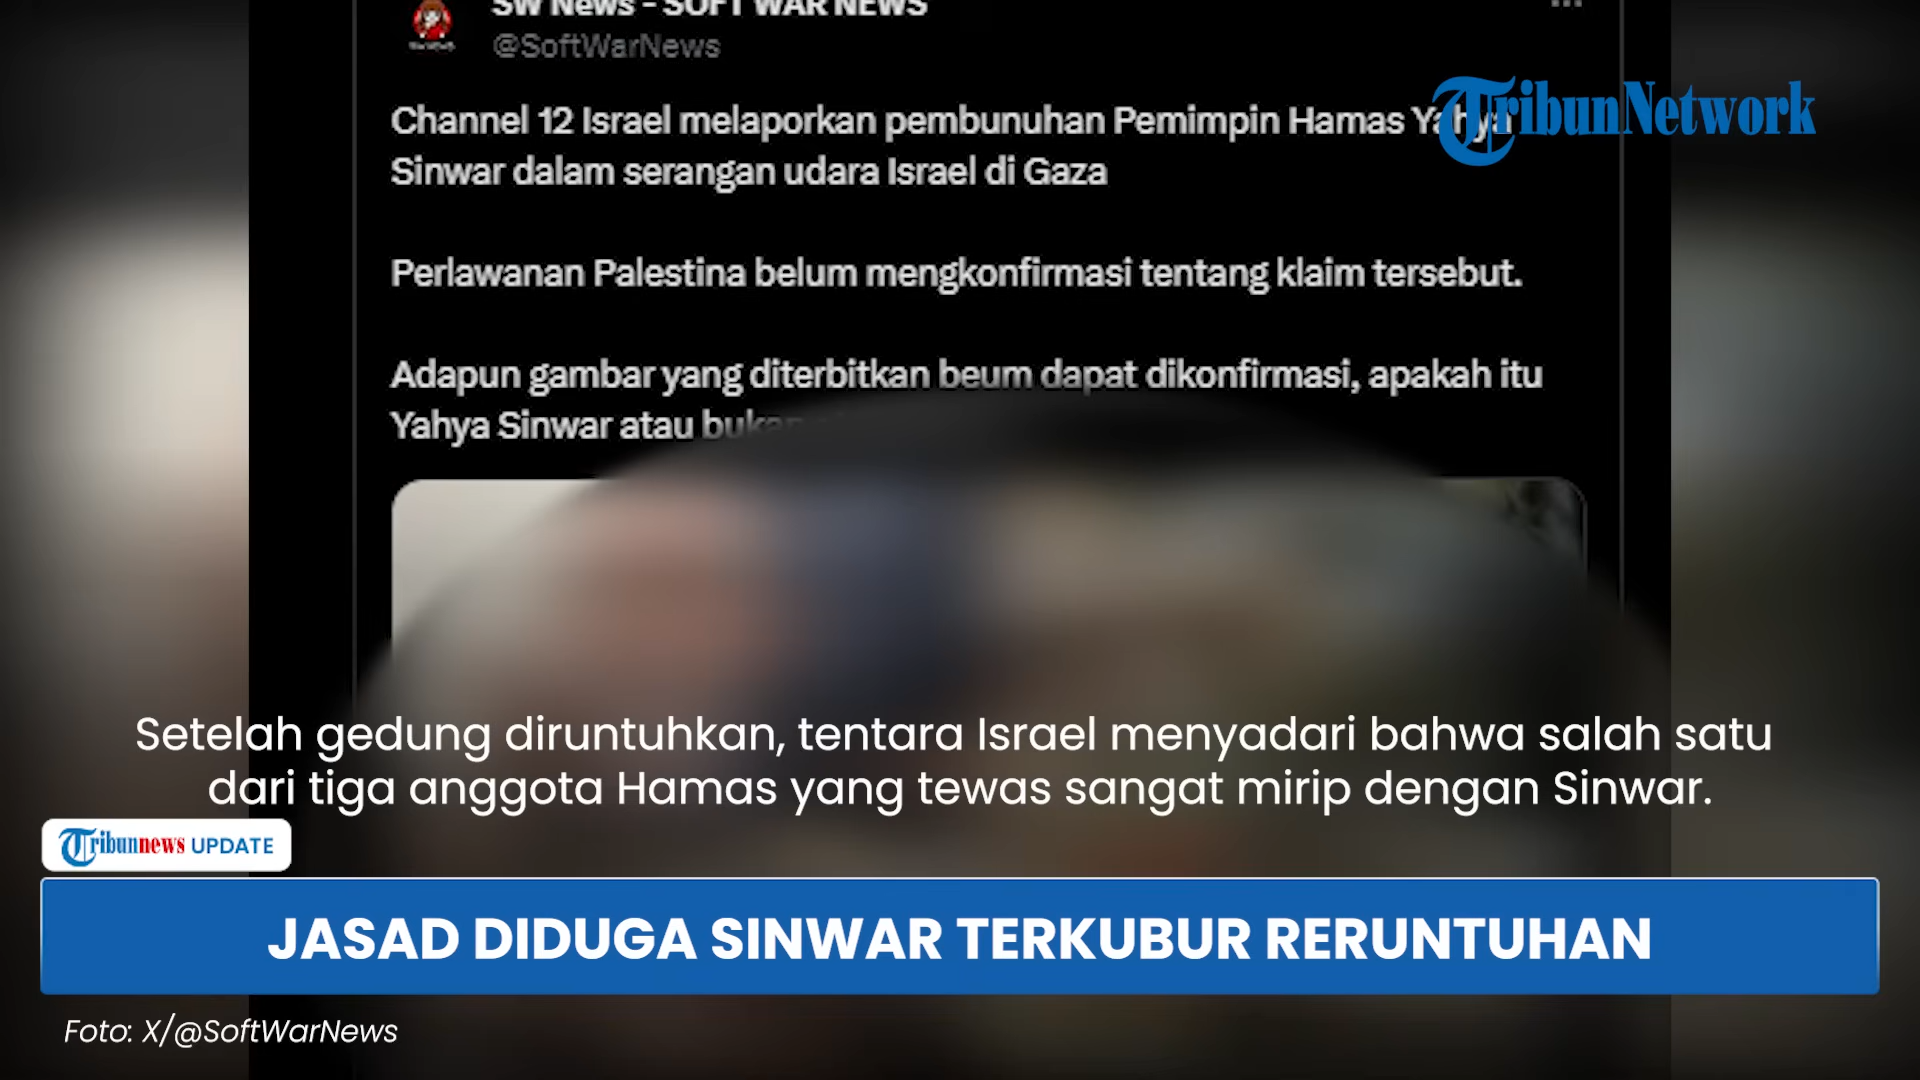 SW News - SOFT WAR NEWS
@SoftWarNews
TribunNetwork
Channel 12 Israel melaporkan pembunuhan Pemimpin Hamas Yahya
Sinwar dalam serangan udara Israel di Gaza
Perlawanan Palestina belum mengkonfirmasi tentang klaim tersebut.
Adapun gambar yang diterbitkan beum dapat dikonfirmasi, apakah itu
Yahya Sinwar atau bukan
Setelah gedung diruntuhkan, tentara Israel menyadari bahwa salah satu
dari tiga anggota Hamas yang tewas sangat mirip dengan Sinwar.
Tribunnews UPDATE
JASAD DIDUGA SINWAR TERKUBUR RERUNTUHAN
Foto: X/@SoftWarNews